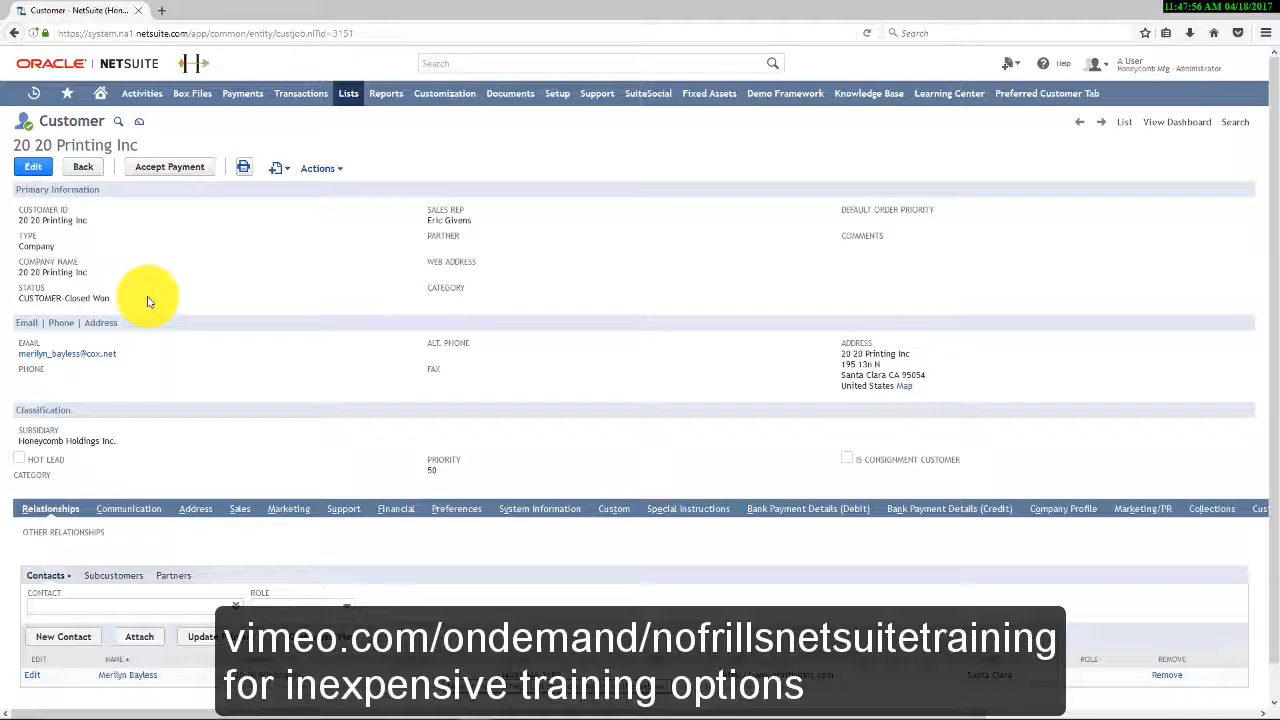 11:47:56 AM 04/18/2017
Customer - NetSuite (Hon...
https://system.na1.netsuite.com/app/common/entity/custjob.nl?id=3151
Search
ORACLE | NETSUITE
Search
Help
A User
Honeycomb Mfg - Administrator
Activities Box Files Payments Transactions Lists Reports Customization Documents Setup Support SuiteSocial Fixed Assets Demo Framework Knowledge Base Learning Center Preferred Customer Tab
Customer
List View Dashboard Search
20 20 Printing Inc
Edit Back Accept Payment Actions
Primary Information
CUSTOMER ID
20 20 Printing Inc
TYPE
Company
COMPANY NAME
20 20 Printing Inc
STATUS
CUSTOMER-Closed Won
SALES REP
Eric Givens
PARTNER
WEB ADDRESS
CATEGORY
DEFAULT ORDER PRIORITY
COMMENTS
Email | Phone | Address
EMAIL
merilyn_bayless@cox.net
PHONE
ALT. PHONE
FAX
ADDRESS
20 20 Printing Inc
195 13n N
Santa Clara CA 95054
United States Map
Classification
SUBSIDIARY
Honeycomb Holdings Inc.
HOT LEAD
CATEGORY
PRIORITY
50
IS CONSIGNMENT CUSTOMER
Relationships Communication Address Sales Marketing Support Financial Preferences System Information Custom Special Instructions Bank Payment Details (Debit) Bank Payment Details (Credit) Company Profile Marketing/PR Collections Cus
OTHER RELATIONSHIPS
Contacts Subcustomers Partners
CONTACT ROLE
New Contact Attach Update
EDIT NAME ROLE REMOVE
Edit Merilyn Bayless Santa Clara Remove
vimeo.com/ondemand/nofrillsnetsuitetraining
for inexpensive training options